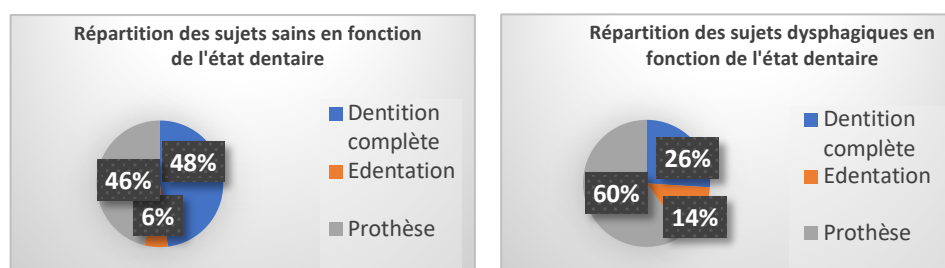 Répartition des sujets sains en fonction
de l'état dentaire
Dentition
complète
Edentation
Prothèse
48%
46%
6%
Répartition des sujets dysphagiques en
fonction de l'état dentaire
Dentition
complète
Edentation
Prothèse
26%
60%
14%